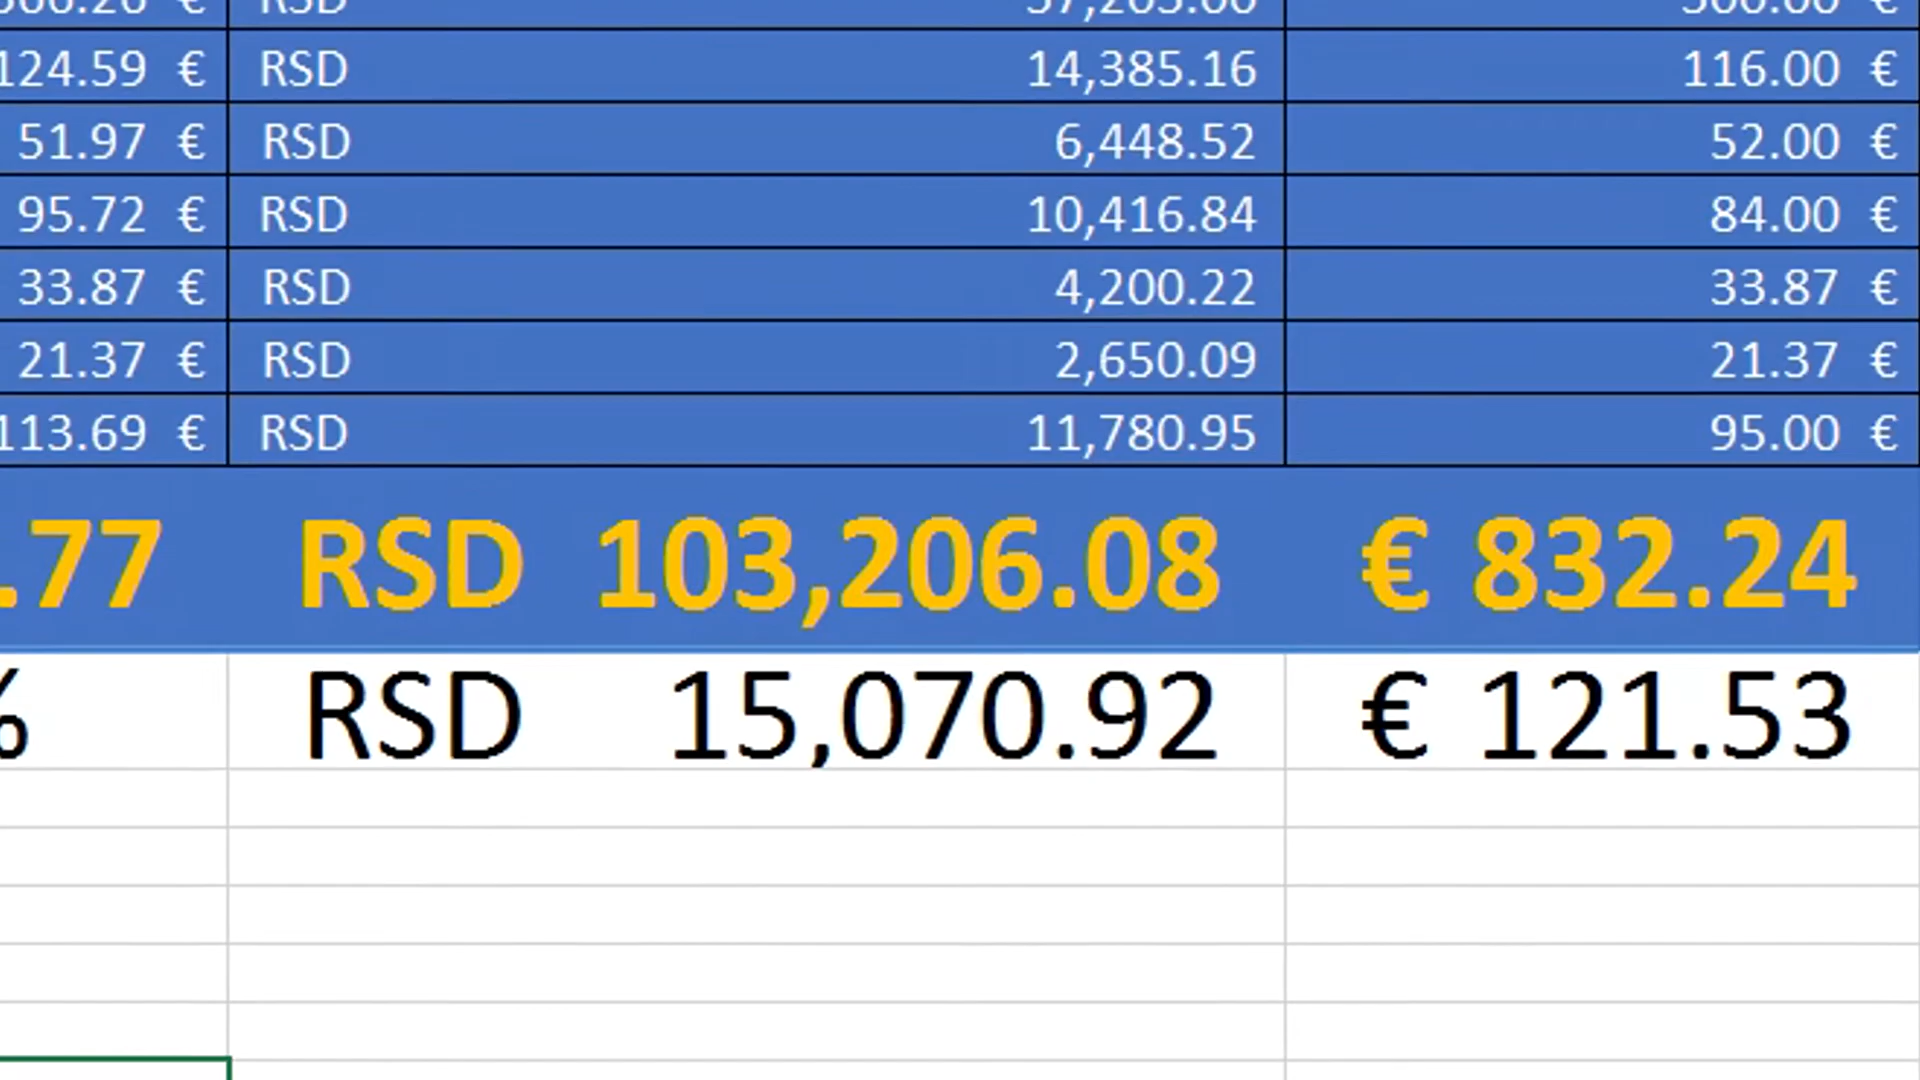 124.59 € RSD 14,385.16 116.00 €
51.97 € RSD 6,448.52 52.00 €
95.72 € RSD 10,416.84 84.00 €
33.87 € RSD 4,200.22 33.87 €
21.37 € RSD 2,650.09 21.37 €
113.69 € RSD 11,780.95 95.00 €
.77 RSD 103,206.08 € 832.24
% RSD 15,070.92 € 121.53